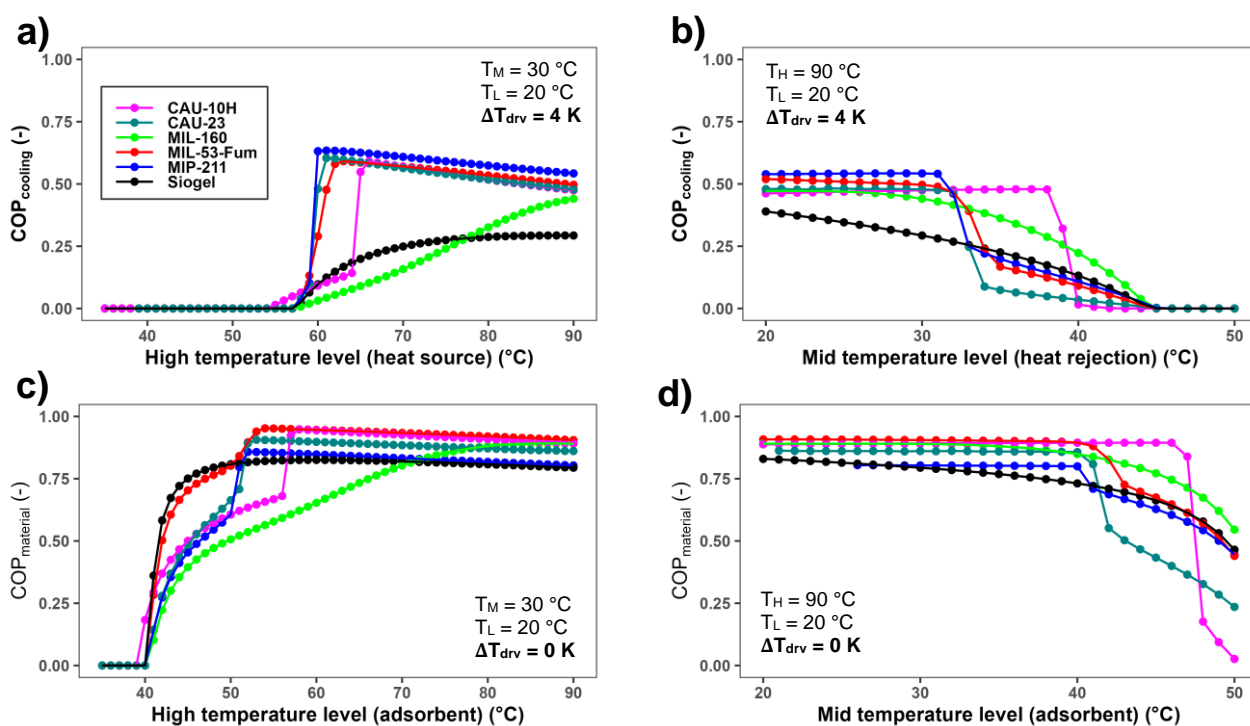 a)
COPcooling (-)
1.00
0.75
0.50
0.25
0.00
CAU-10H
CAU-23
MIL-160
MIL-53-Fum
MIP-211
Siogel
TM = 30 °C
TL = 20 °C
ΔTdrv = 4 K
40
50
60
70
80
90
High temperature level (heat source) (°C)
b)
COPcooling (-)
1.00
0.75
0.50
0.25
0.00
TH = 90 °C
TL = 20 °C
ΔTdrv = 4 K
20
30
40
50
Mid temperature level (heat rejection) (°C)
c)
COPmaterial (-)
1.00
0.75
0.50
0.25
0.00
TM = 30 °C
TL = 20 °C
ΔTdrv = 0 K
40
50
60
70
80
90
High temperature level (adsorbent) (°C)
d)
COPmaterial (-)
1.00
0.75
0.50
0.25
0.00
TH = 90 °C
TL = 20 °C
ΔTdrv = 0 K
20
30
40
50
Mid temperature level (adsorbent) (°C)